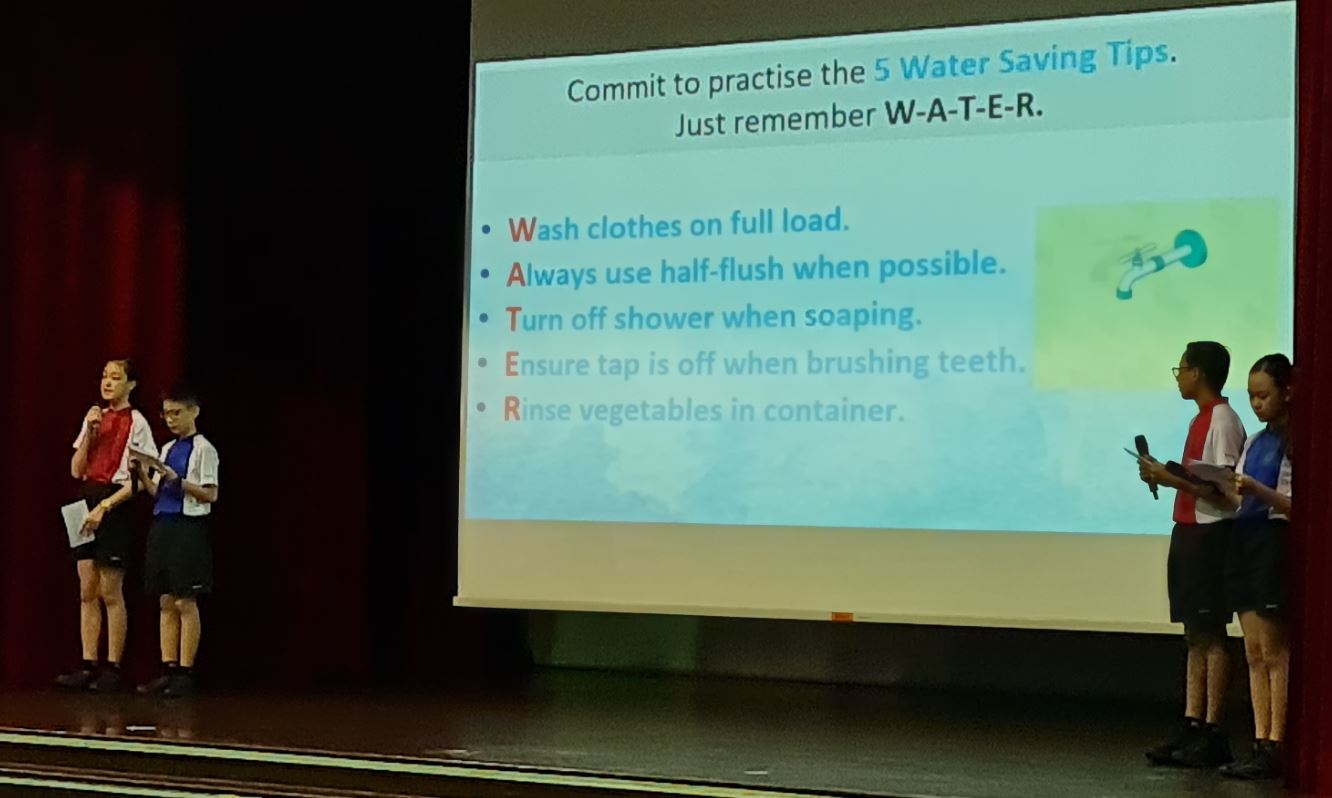 Commit to practise the 5 Water Saving Tips.
Just remember W-A-T-E-R.
• Wash clothes on full load.
• Always use half-flush when possible.
• Turn off shower when soaping.
• Ensure tap is off when brushing teeth.
• Rinse vegetables in container.